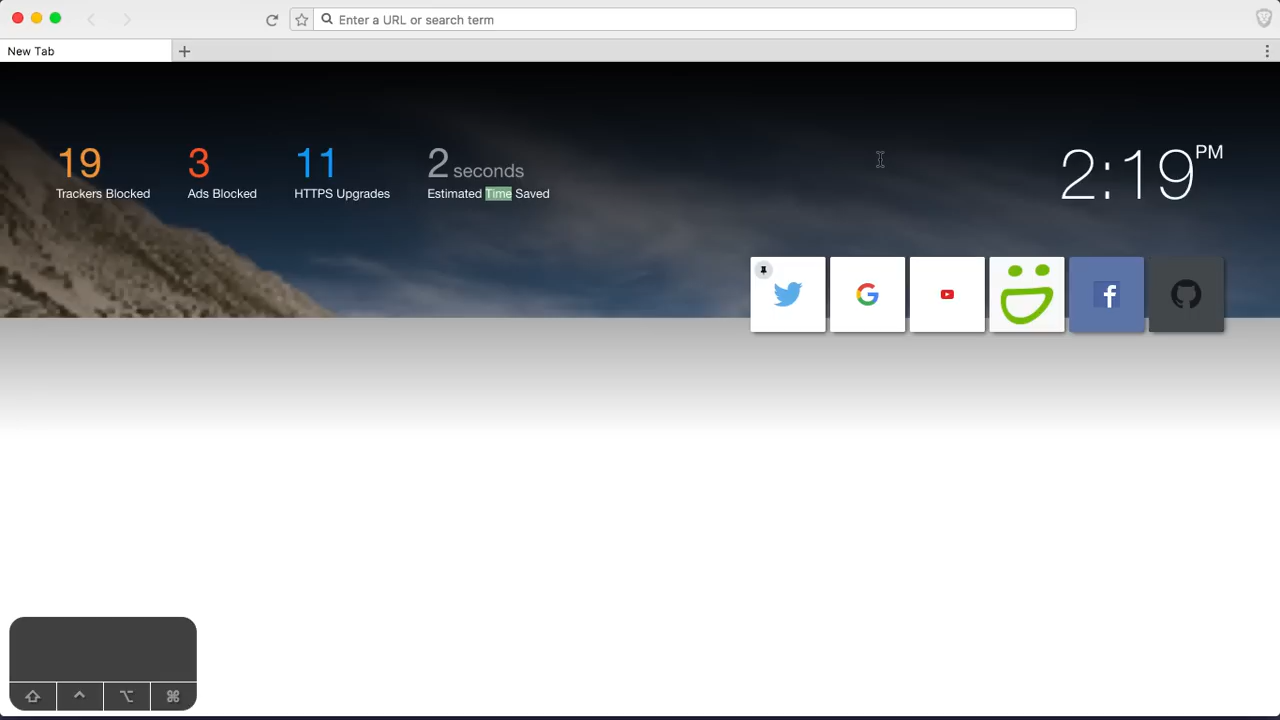 Enter a URL or search term
New Tab
19
Trackers Blocked
3
Ads Blocked
11
HTTPS Upgrades
2 seconds
Estimated Time Saved
2:19 PM